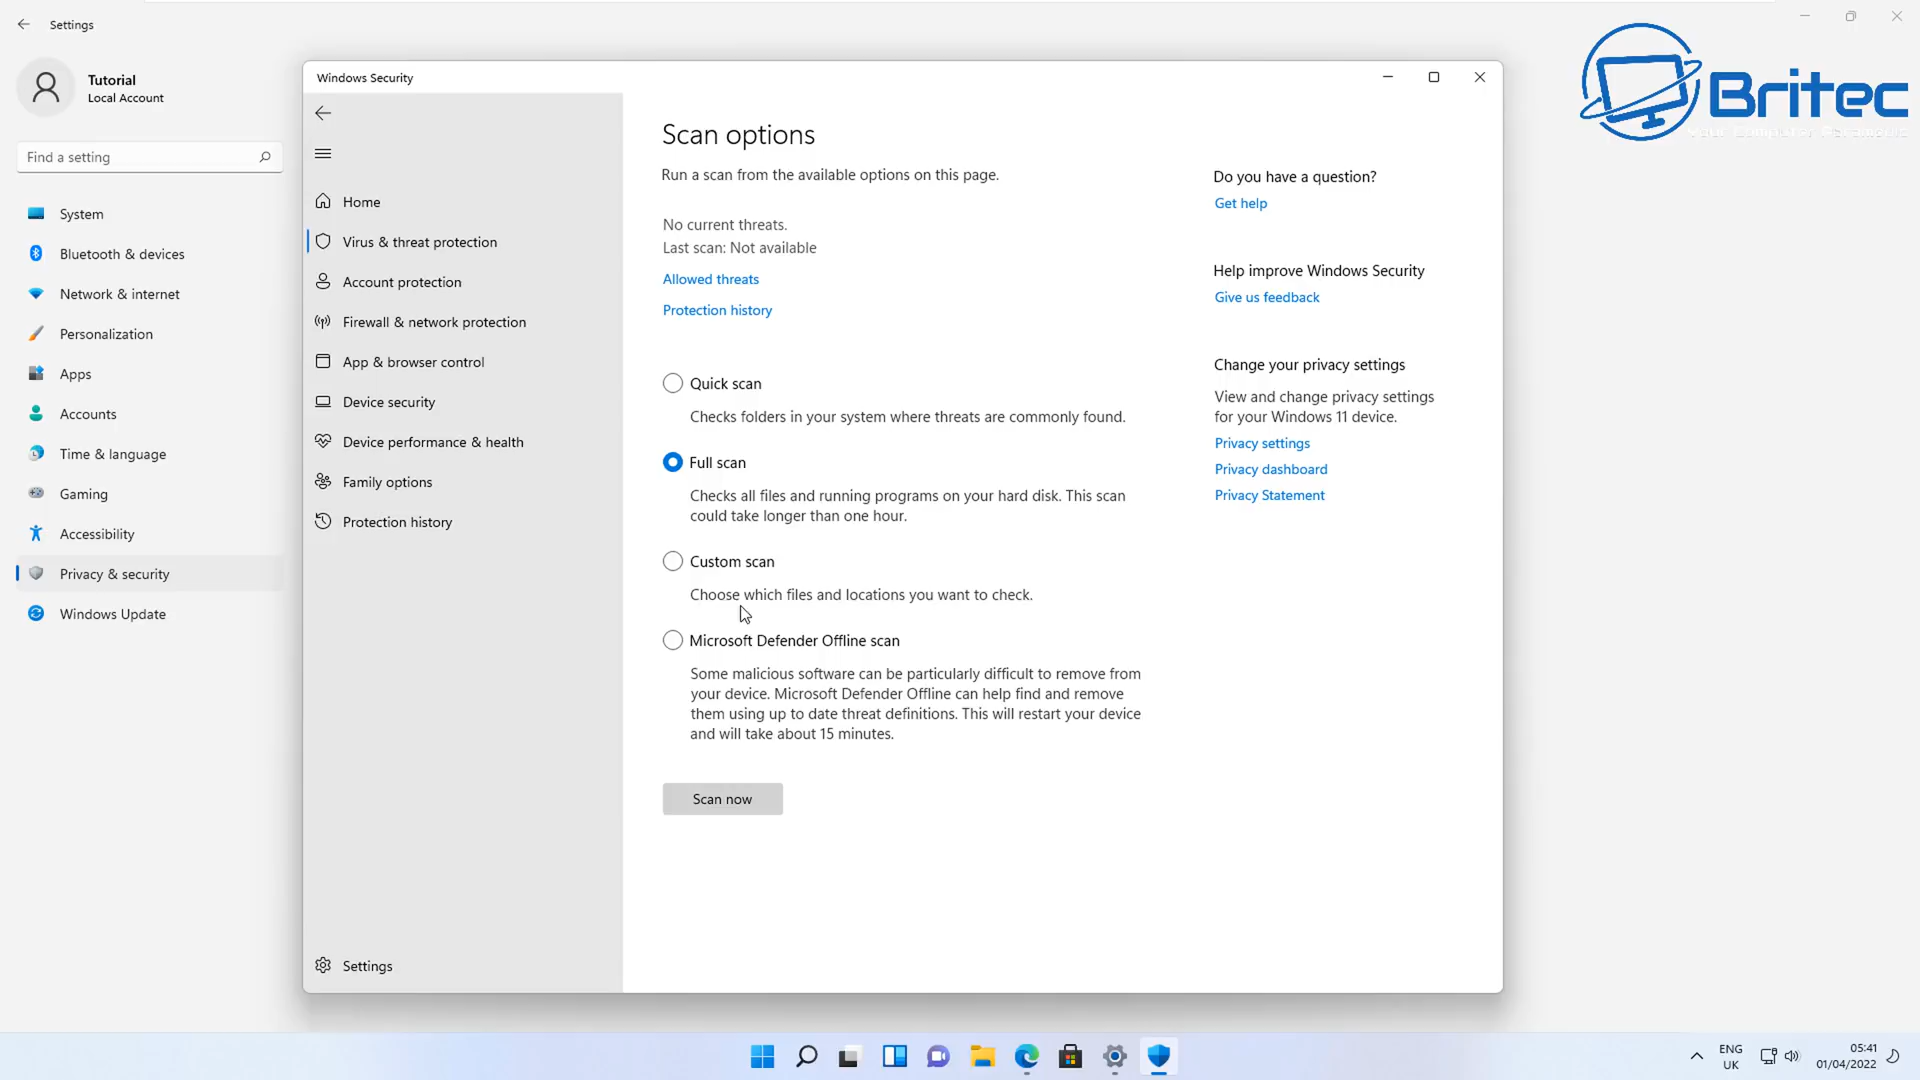 Settings
Tutorial
Local Account
Find a setting
System
Bluetooth & devices
Network & internet
Personalization
Apps
Accounts
Time & language
Gaming
Accessibility
Privacy & security
Windows Update
Windows Security
Home
Virus & threat protection
Account protection
Firewall & network protection
App & browser control
Device security
Device performance & health
Family options
Protection history
Settings
Scan options
Run a scan from the available options on this page.
No current threats.
Last scan: Not available
Allowed threats
Protection history
Quick scan
Checks folders in your system where threats are commonly found.
Full scan
Checks all files and running programs on your hard disk. This scan
could take longer than one hour.
Custom scan
Choose which files and locations you want to check.
Microsoft Defender Offline scan
Some malicious software can be particularly difficult to remove from
your device. Microsoft Defender Offline can help find and remove
them using up to date threat definitions. This will restart your device
and will take about 15 minutes.
Scan now
Do you have a question?
Get help
Help improve Windows Security
Give us feedback
Change your privacy settings
View and change privacy settings
for your Windows 11 device.
Privacy settings
Privacy dashboard
Privacy Statement
Britec
Your Computer Paramedic
ENG
UK
05:41
01/04/2022